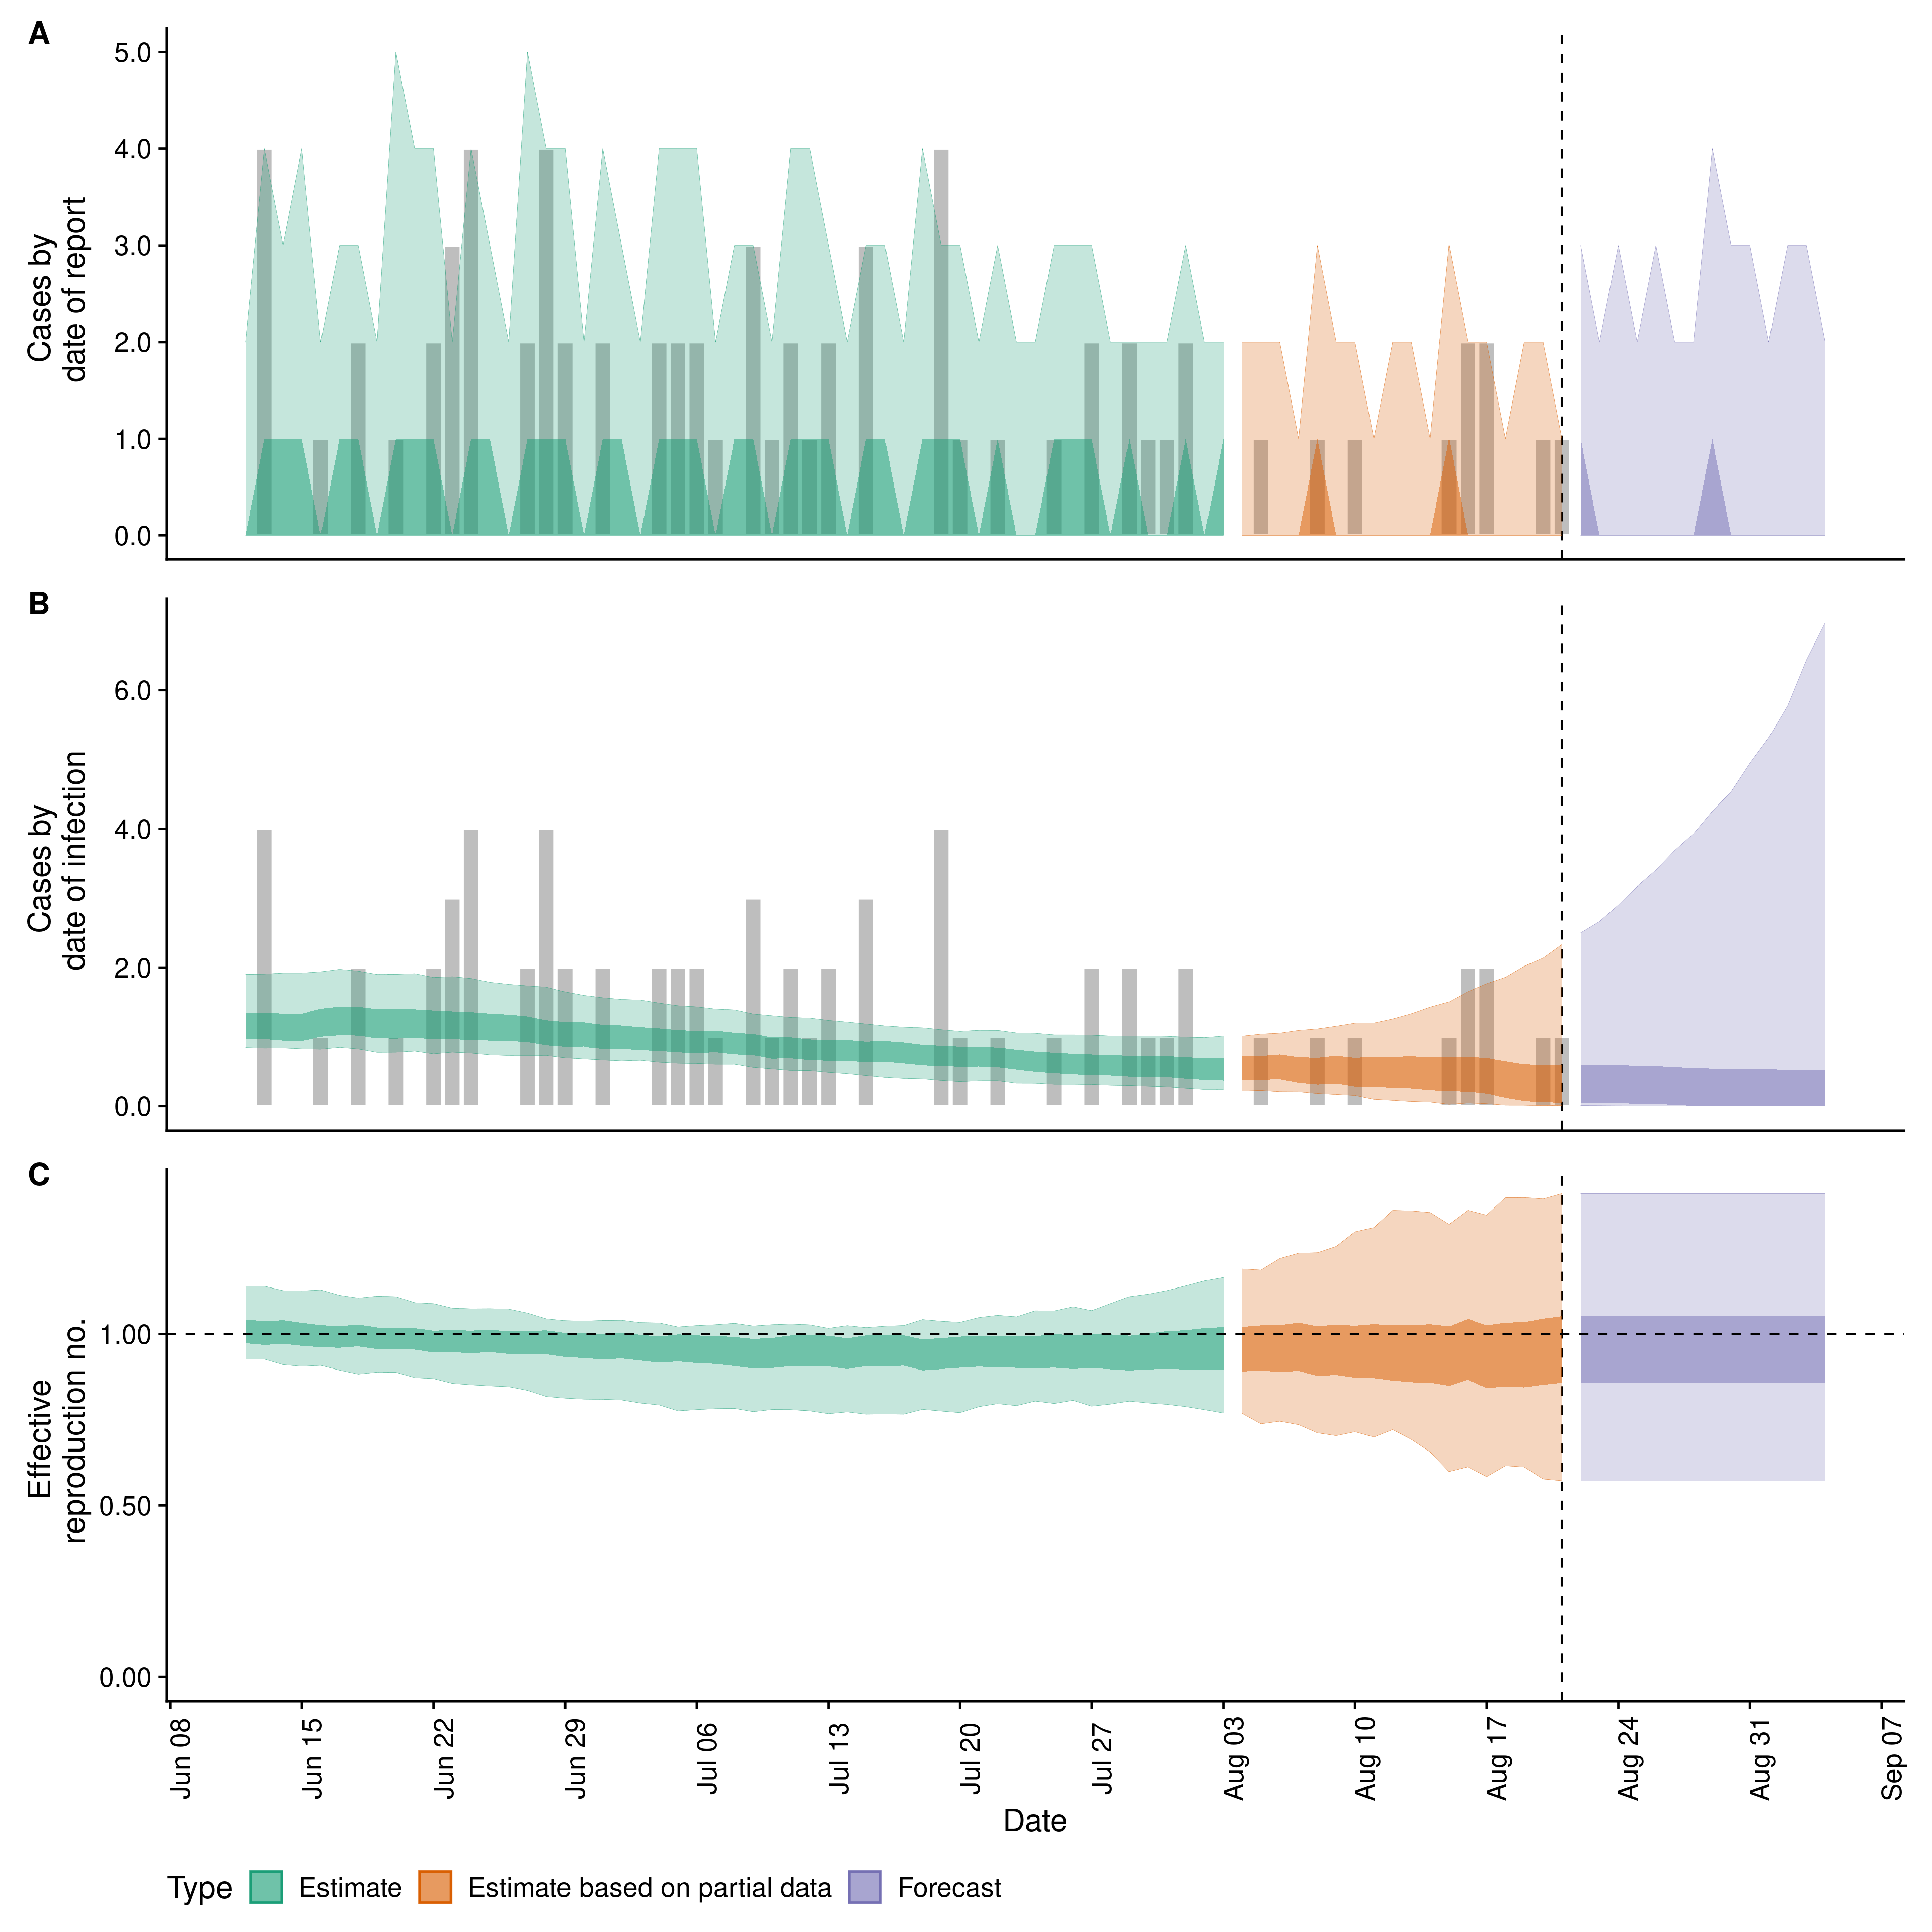 A
Cases by
date of report
5.0
4.0
3.0
2.0
1.0
0.0
B
Cases by
date of infection
6.0
4.0
2.0
0.0
C
Effective
reproduction no.
1.00
0.50
0.00
Jun 08
Jun 15
Jun 22
Jun 29
Jul 06
Jul 13
Jul 20
Jul 27
Aug 03
Aug 10
Aug 17
Aug 24
Aug 31
Sep 07
Date
Type Estimate Estimate based on partial data Forecast